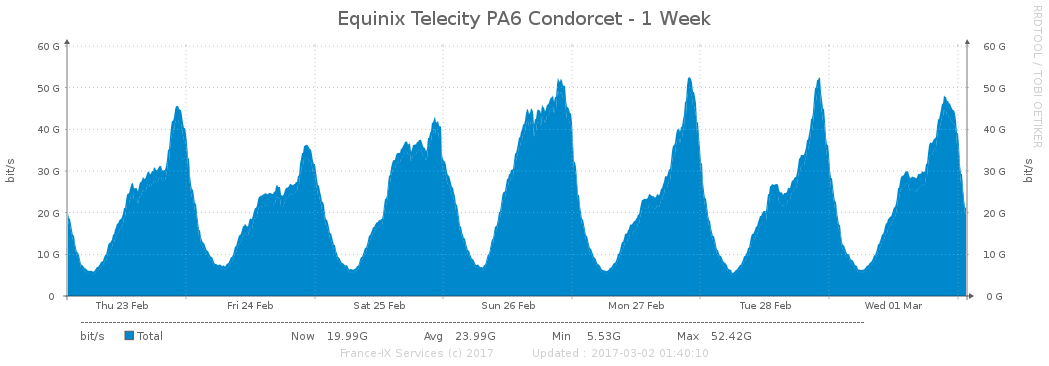 Equinix Telecity PA6 Condorcet - 1 Week
RRDTOOL / TOBI OETIKER
bit/s
60 G
50 G
40 G
30 G
20 G
10 G
0
60 G
50 G
40 G
30 G
20 G
10 G
0 G
bit/s
Thu 23 Feb Fri 24 Feb Sat 25 Feb Sun 26 Feb Mon 27 Feb Tue 28 Feb Wed 01 Mar
bit/s Total Now 19.99G Avg 23.99G Min 5.53G Max 52.42G
France-IX Services (c) 2017 Updated : 2017-03-02 01:40:10